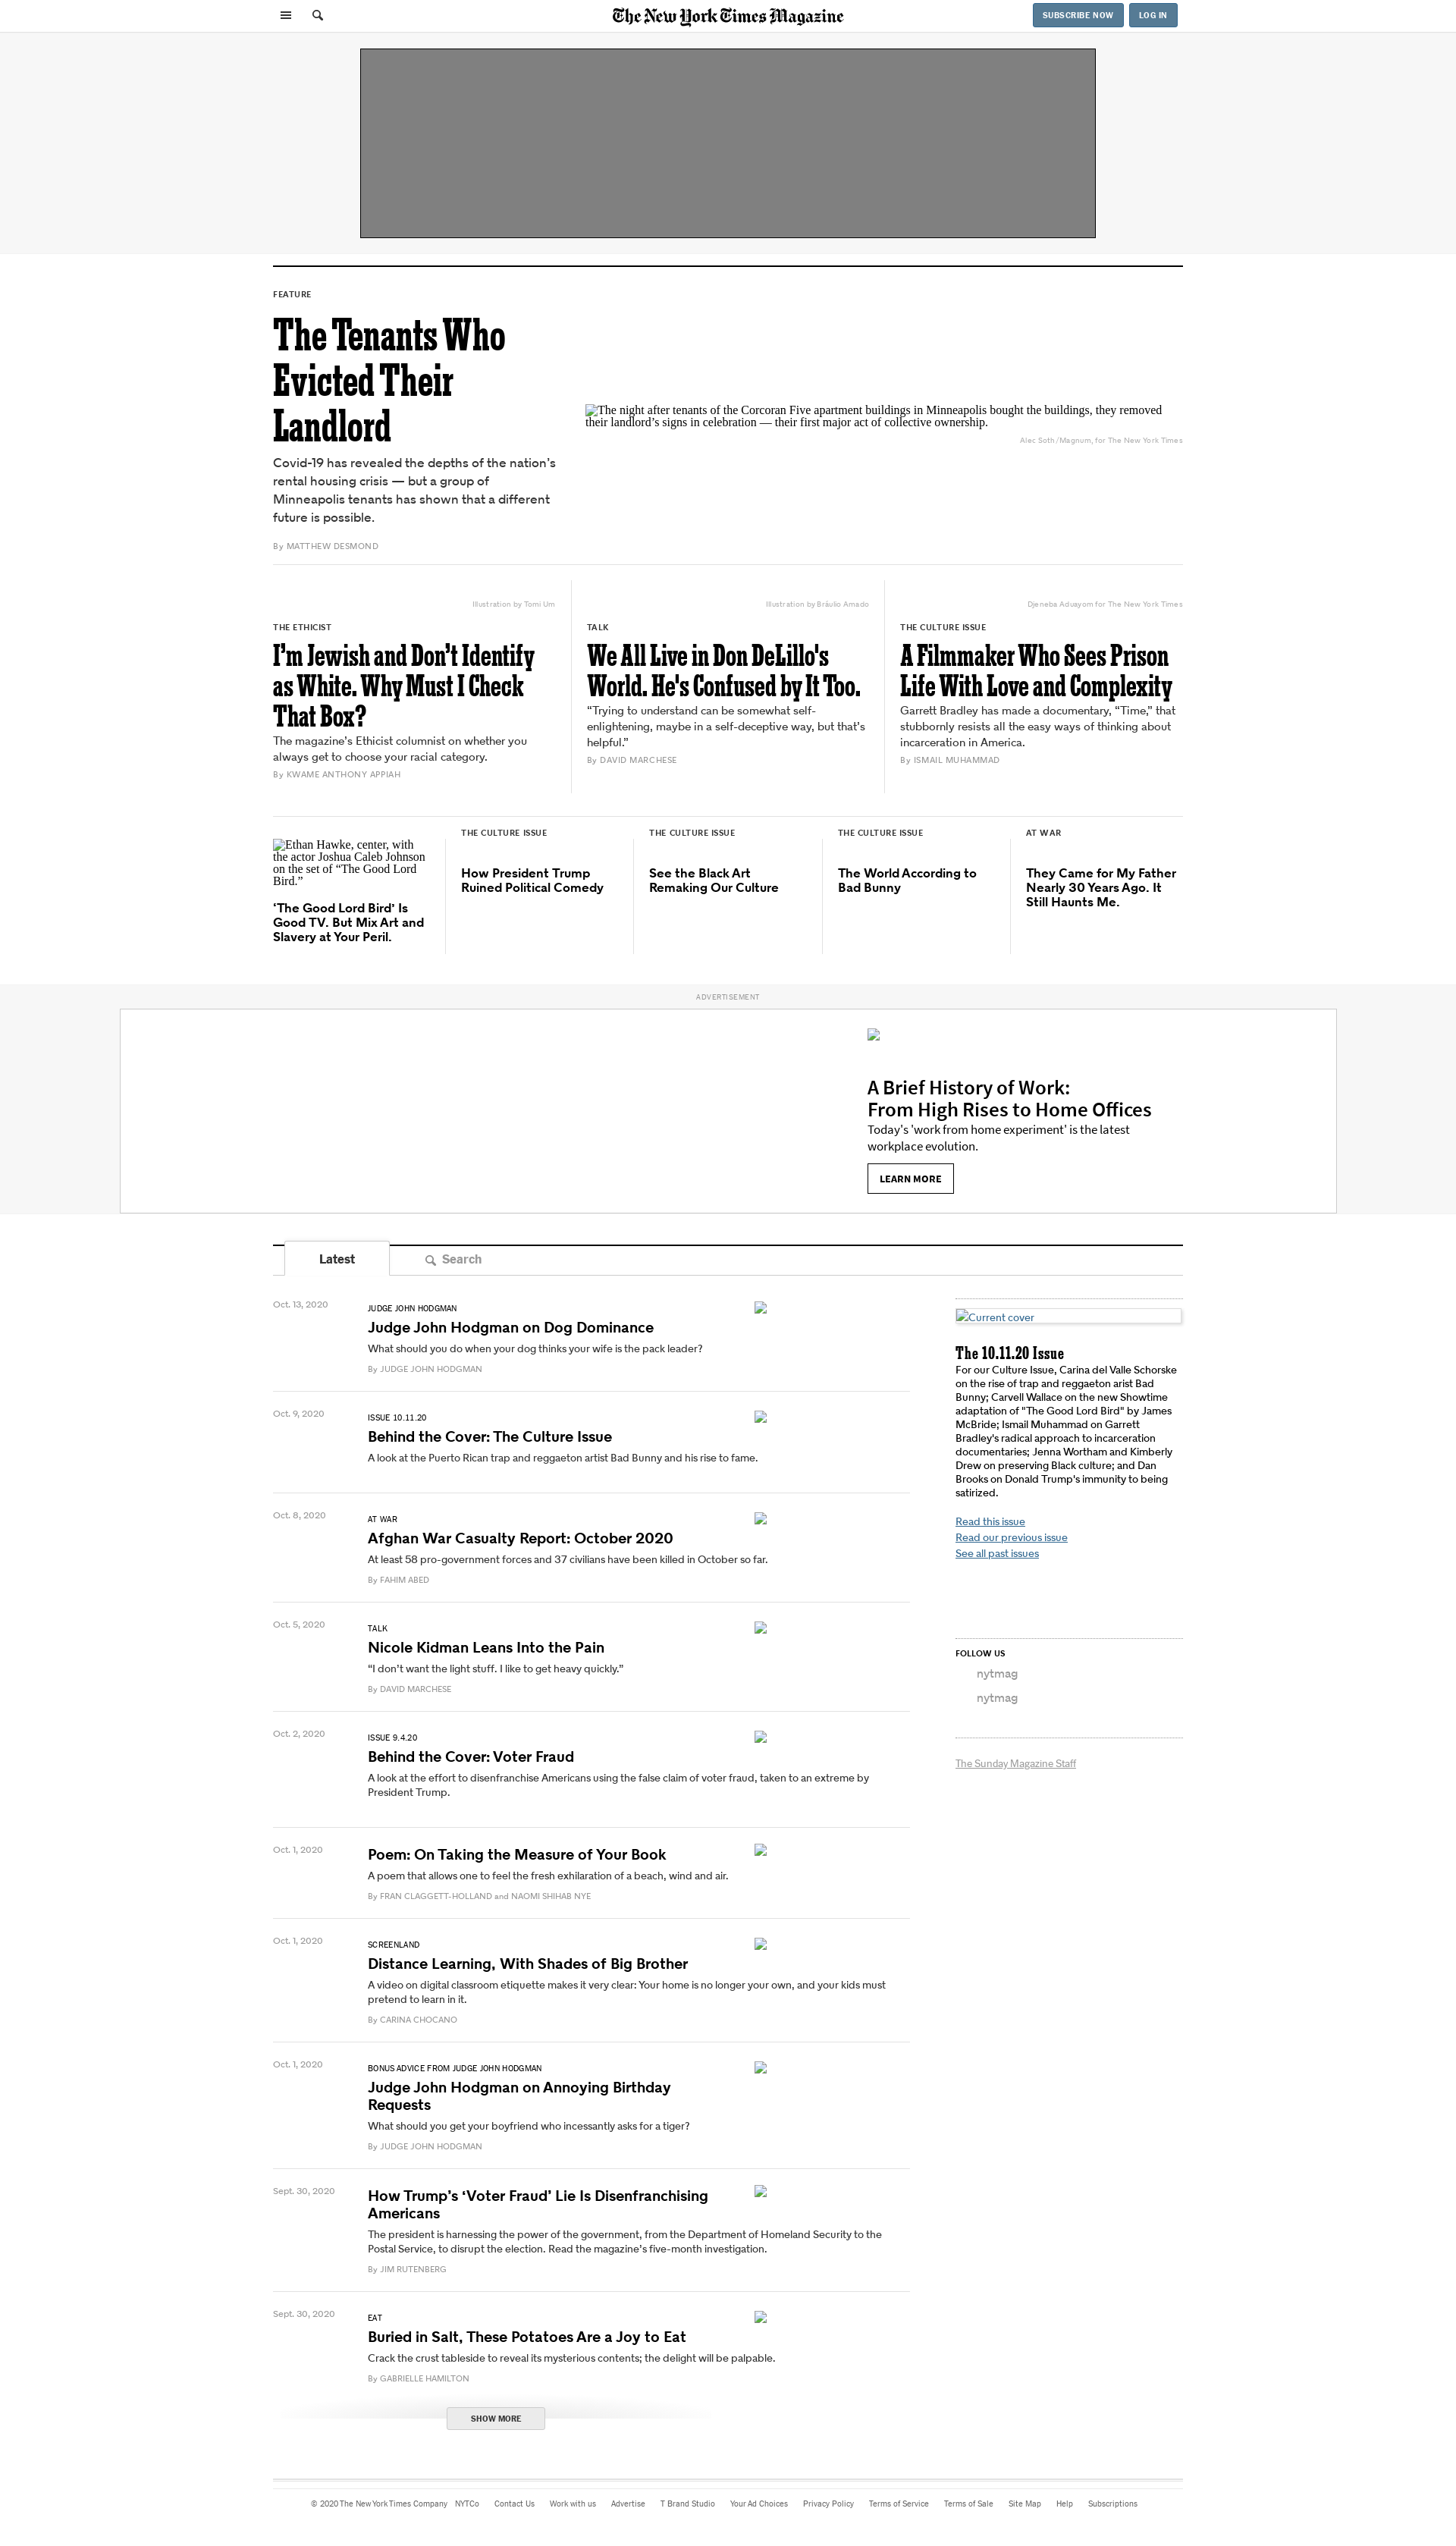 The New York Times Magazine
SUBSCRIBE NOW
LOG IN
FEATURE
The Tenants Who
Evicted Their
Landlord
Covid-19 has revealed the depths of the nation’s
rental housing crisis — but a group of
Minneapolis tenants has shown that a different
future is possible.
By MATTHEW DESMOND
The night after tenants of the Corcoran Five apartment buildings in Minneapolis bought the buildings, they removed
their landlord’s signs in celebration — their first major act of collective ownership.
Alec Soth/Magnum, for The New York Times
Illustration by Tomi Um
THE ETHICIST
I’m Jewish and Don’t Identify
as White. Why Must I Check
That Box?
The magazine’s Ethicist columnist on whether you
always get to choose your racial category.
By KWAME ANTHONY APPIAH
Illustration by Bráulio Amado
TALK
We All Live in Don DeLillo's
World. He's Confused by It Too.
“Trying to understand can be somewhat self-
enlightening, maybe in a self-deceptive way, but that’s
helpful.”
By DAVID MARCHESE
Djeneba Aduayom for The New York Times
THE CULTURE ISSUE
A Filmmaker Who Sees Prison
Life With Love and Complexity
Garrett Bradley has made a documentary, “Time,” that
stubbornly resists all the easy ways of thinking about
incarceration in America.
By ISMAIL MUHAMMAD
Ethan Hawke, center, with
the actor Joshua Caleb Johnson
on the set of “The Good Lord
Bird.”
‘The Good Lord Bird’ Is
Good TV. But Mix Art and
Slavery at Your Peril.
THE CULTURE ISSUE
How President Trump
Ruined Political Comedy
THE CULTURE ISSUE
See the Black Art
Remaking Our Culture
THE CULTURE ISSUE
The World According to
Bad Bunny
AT WAR
They Came for My Father
Nearly 30 Years Ago. It
Still Haunts Me.
ADVERTISEMENT
A Brief History of Work:
From High Rises to Home Offices
Today's 'work from home experiment' is the latest
workplace evolution.
LEARN MORE
Latest
Search
Oct. 13, 2020
JUDGE JOHN HODGMAN
Judge John Hodgman on Dog Dominance
What should you do when your dog thinks your wife is the pack leader?
By JUDGE JOHN HODGMAN
Oct. 9, 2020
ISSUE 10.11.20
Behind the Cover: The Culture Issue
A look at the Puerto Rican trap and reggaeton artist Bad Bunny and his rise to fame.
Oct. 8, 2020
AT WAR
Afghan War Casualty Report: October 2020
At least 58 pro-government forces and 37 civilians have been killed in October so far.
By FAHIM ABED
Oct. 5, 2020
TALK
Nicole Kidman Leans Into the Pain
“I don’t want the light stuff. I like to get heavy quickly.”
By DAVID MARCHESE
Oct. 2, 2020
ISSUE 9.4.20
Behind the Cover: Voter Fraud
A look at the effort to disenfranchise Americans using the false claim of voter fraud, taken to an extreme by
President Trump.
Oct. 1, 2020
Poem: On Taking the Measure of Your Book
A poem that allows one to feel the fresh exhilaration of a beach, wind and air.
By FRAN CLAGGETT-HOLLAND and NAOMI SHIHAB NYE
Oct. 1, 2020
SCREENLAND
Distance Learning, With Shades of Big Brother
A video on digital classroom etiquette makes it very clear: Your home is no longer your own, and your kids must
pretend to learn in it.
By CARINA CHOCANO
Oct. 1, 2020
BONUS ADVICE FROM JUDGE JOHN HODGMAN
Judge John Hodgman on Annoying Birthday
Requests
What should you get your boyfriend who incessantly asks for a tiger?
By JUDGE JOHN HODGMAN
Sept. 30, 2020
How Trump’s ‘Voter Fraud’ Lie Is Disenfranchising
Americans
The president is harnessing the power of the government, from the Department of Homeland Security to the
Postal Service, to disrupt the election. Read the magazine’s five-month investigation.
By JIM RUTENBERG
Sept. 30, 2020
EAT
Buried in Salt, These Potatoes Are a Joy to Eat
Crack the crust tableside to reveal its mysterious contents; the delight will be palpable.
By GABRIELLE HAMILTON
SHOW MORE
Current cover
The 10.11.20 Issue
For our Culture Issue, Carina del Valle Schorske
on the rise of trap and reggaeton arist Bad
Bunny; Carvell Wallace on the new Showtime
adaptation of "The Good Lord Bird" by James
McBride; Ismail Muhammad on Garrett
Bradley's radical approach to incarceration
documentaries; Jenna Wortham and Kimberly
Drew on preserving Black culture; and Dan
Brooks on Donald Trump's immunity to being
satirized.
Read this issue
Read our previous issue
See all past issues
FOLLOW US
nytmag
nytmag
The Sunday Magazine Staff
© 2020 The New York Times Company NYTCo Contact Us Work with us Advertise T Brand Studio Your Ad Choices Privacy Policy Terms of Service Terms of Sale Site Map Help Subscriptions